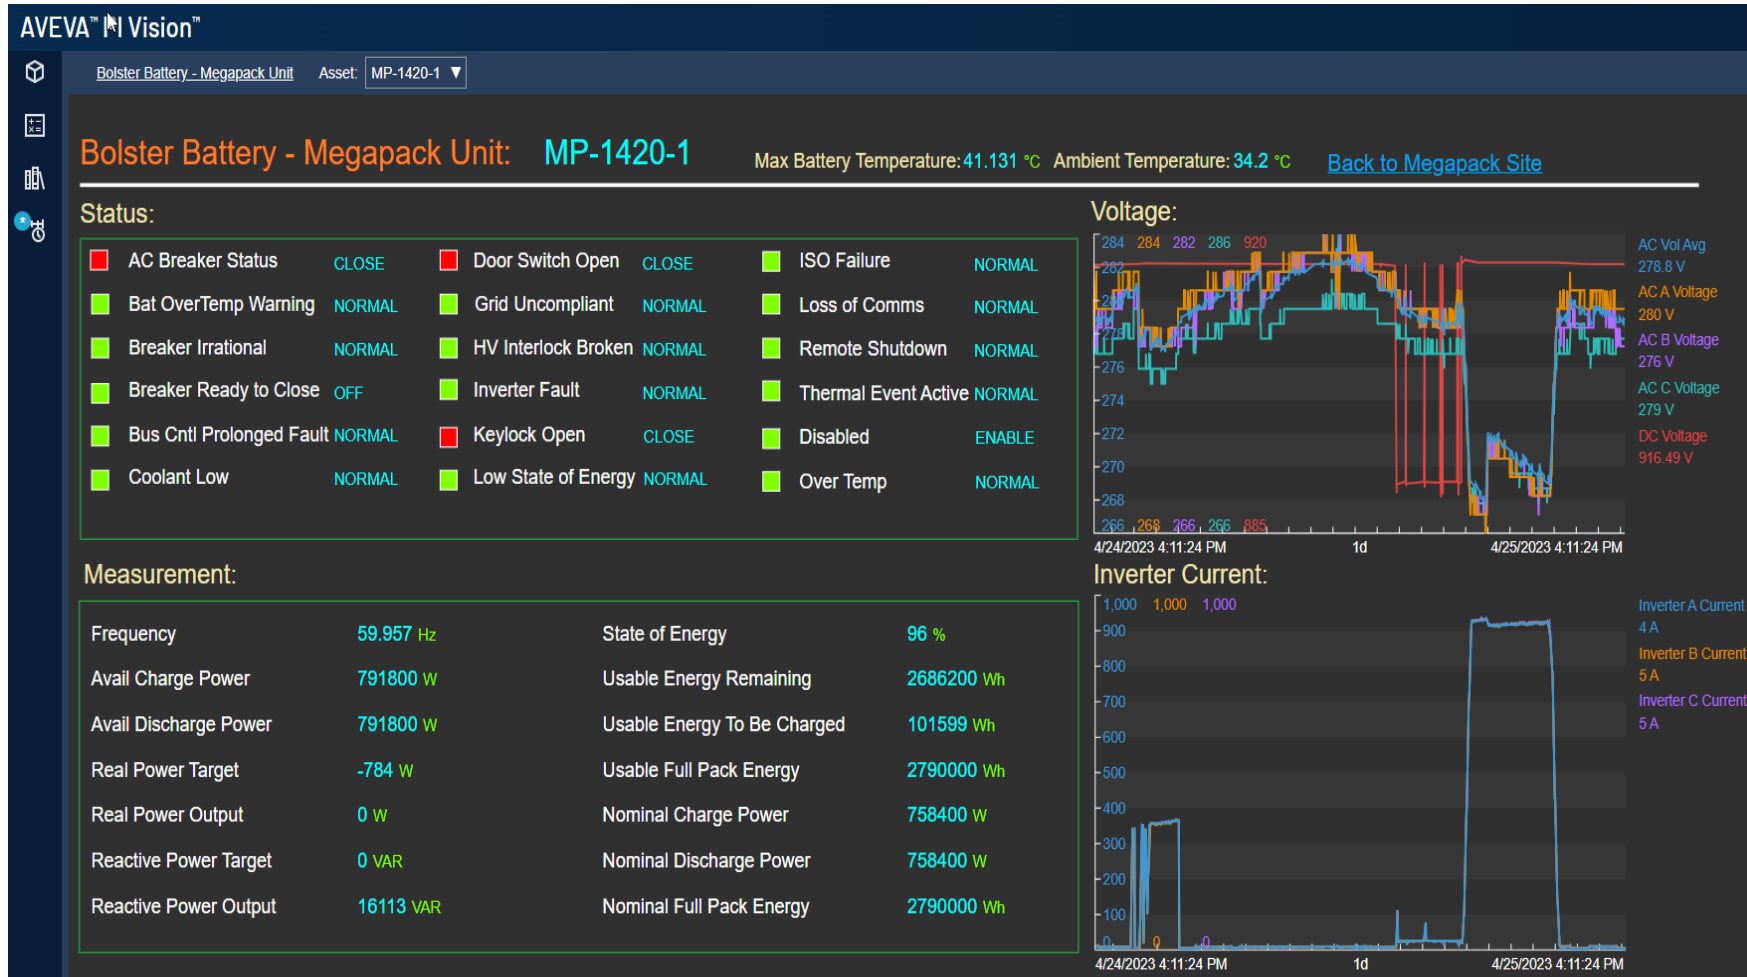 AVEVA™ PI Vision™
Bolster Battery - Megapack Unit Asset: MP-1420-1 ▼
Bolster Battery - Megapack Unit: MP-1420-1 Max Battery Temperature: 41.131 °C Ambient Temperature: 34.2 °C Back to Megapack Site
Status:
AC Breaker Status CLOSE Door Switch Open CLOSE ISO Failure NORMAL
Bat OverTemp Warning NORMAL Grid Uncompliant NORMAL Loss of Comms NORMAL
Breaker Irrational NORMAL HV Interlock Broken NORMAL Remote Shutdown NORMAL
Breaker Ready to Close OFF Inverter Fault NORMAL Thermal Event Active NORMAL
Bus Cntl Prolonged Fault NORMAL Keylock Open CLOSE Disabled ENABLE
Coolant Low NORMAL Low State of Energy NORMAL Over Temp NORMAL
Voltage:
284 284 282 286 920
282
280
278
276
274
272
270
268
266 268 266 266 885
4/24/2023 4:11:24 PM 1d 4/25/2023 4:11:24 PM
AC Vol Avg
278.8 V
AC A Voltage
280 V
AC B Voltage
276 V
AC C Voltage
279 V
DC Voltage
916.49 V
Measurement:
Frequency 59.957 Hz State of Energy 96 %
Avail Charge Power 791800 W Usable Energy Remaining 2686200 Wh
Avail Discharge Power 791800 W Usable Energy To Be Charged 101599 Wh
Real Power Target -784 W Usable Full Pack Energy 2790000 Wh
Real Power Output 0 W Nominal Charge Power 758400 W
Reactive Power Target 0 VAR Nominal Discharge Power 758400 W
Reactive Power Output 16113 VAR Nominal Full Pack Energy 2790000 Wh
Inverter Current:
1,000 1,000 1,000
900
800
700
600
500
400
300
200
100
0 0 0
4/24/2023 4:11:24 PM 1d 4/25/2023 4:11:24 PM
Inverter A Current
4 A
Inverter B Current
5 A
Inverter C Current
5 A